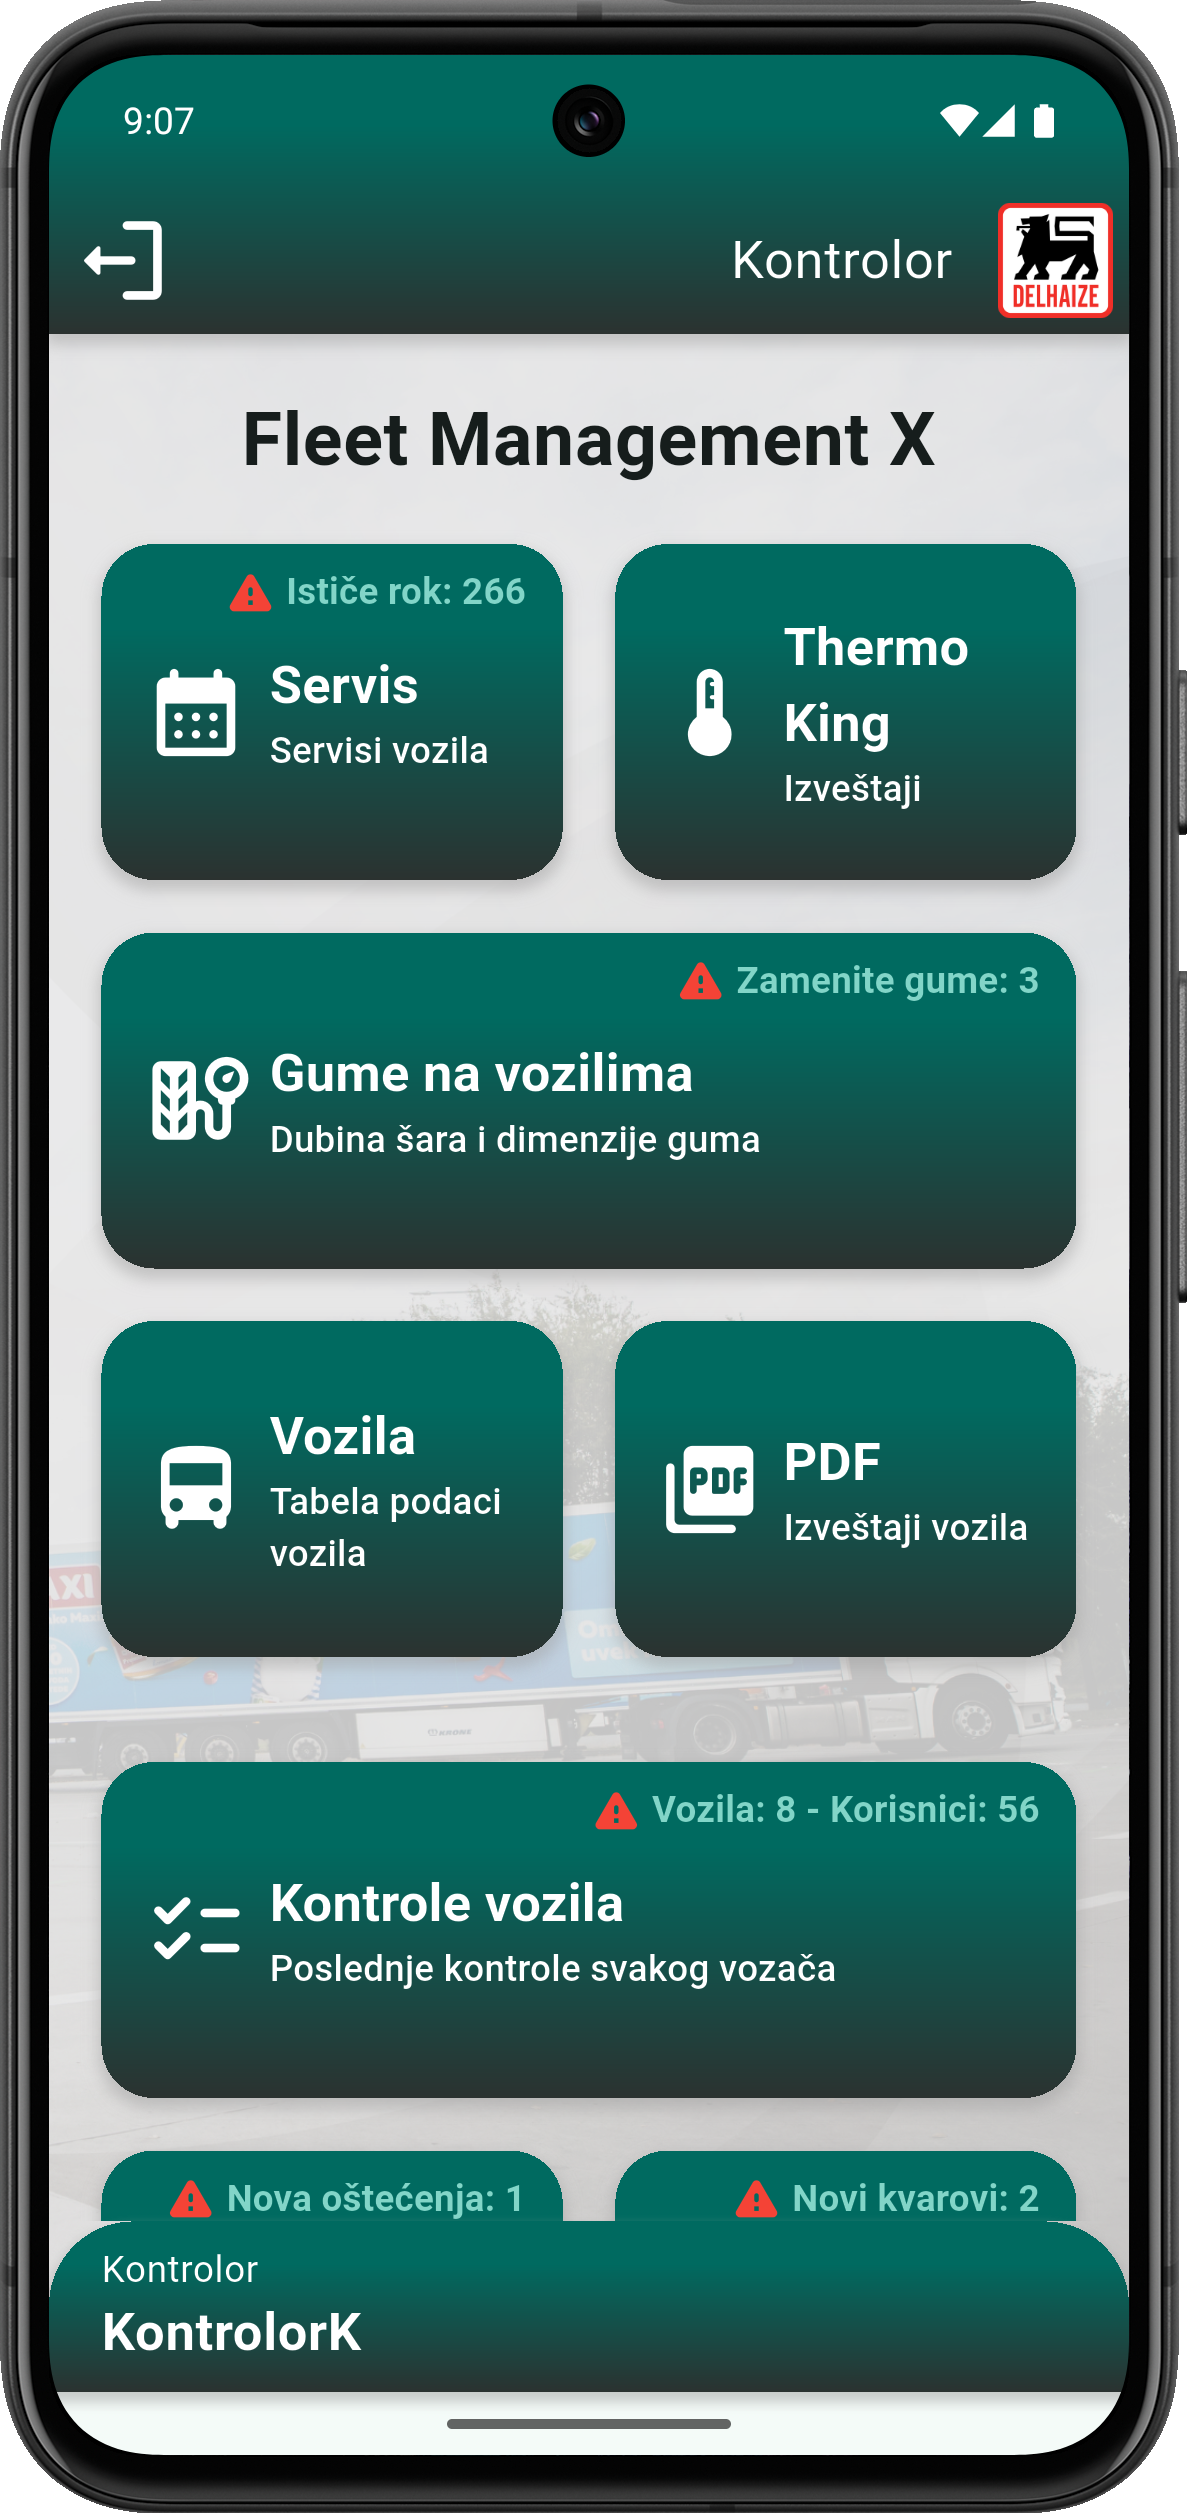 9:07
Kontrolor
DELHAIZE
Fleet Management X
Ističe rok: 266
Servis
Servisi vozila
Thermo
King
Izveštaji
Zamenite gume: 3
Gume na vozilima
Dubina šara i dimenzije guma
Vozila
Tabela podaci
vozila
PDF
PDF
Izveštaji vozila
AXI
KRONE
Vozila: 8 - Korisnici: 56
Kontrole vozila
Poslednje kontrole svakog vozača
Nova oštećenja: 1
Novi kvarovi: 2
Kontrolor
KontrolorK